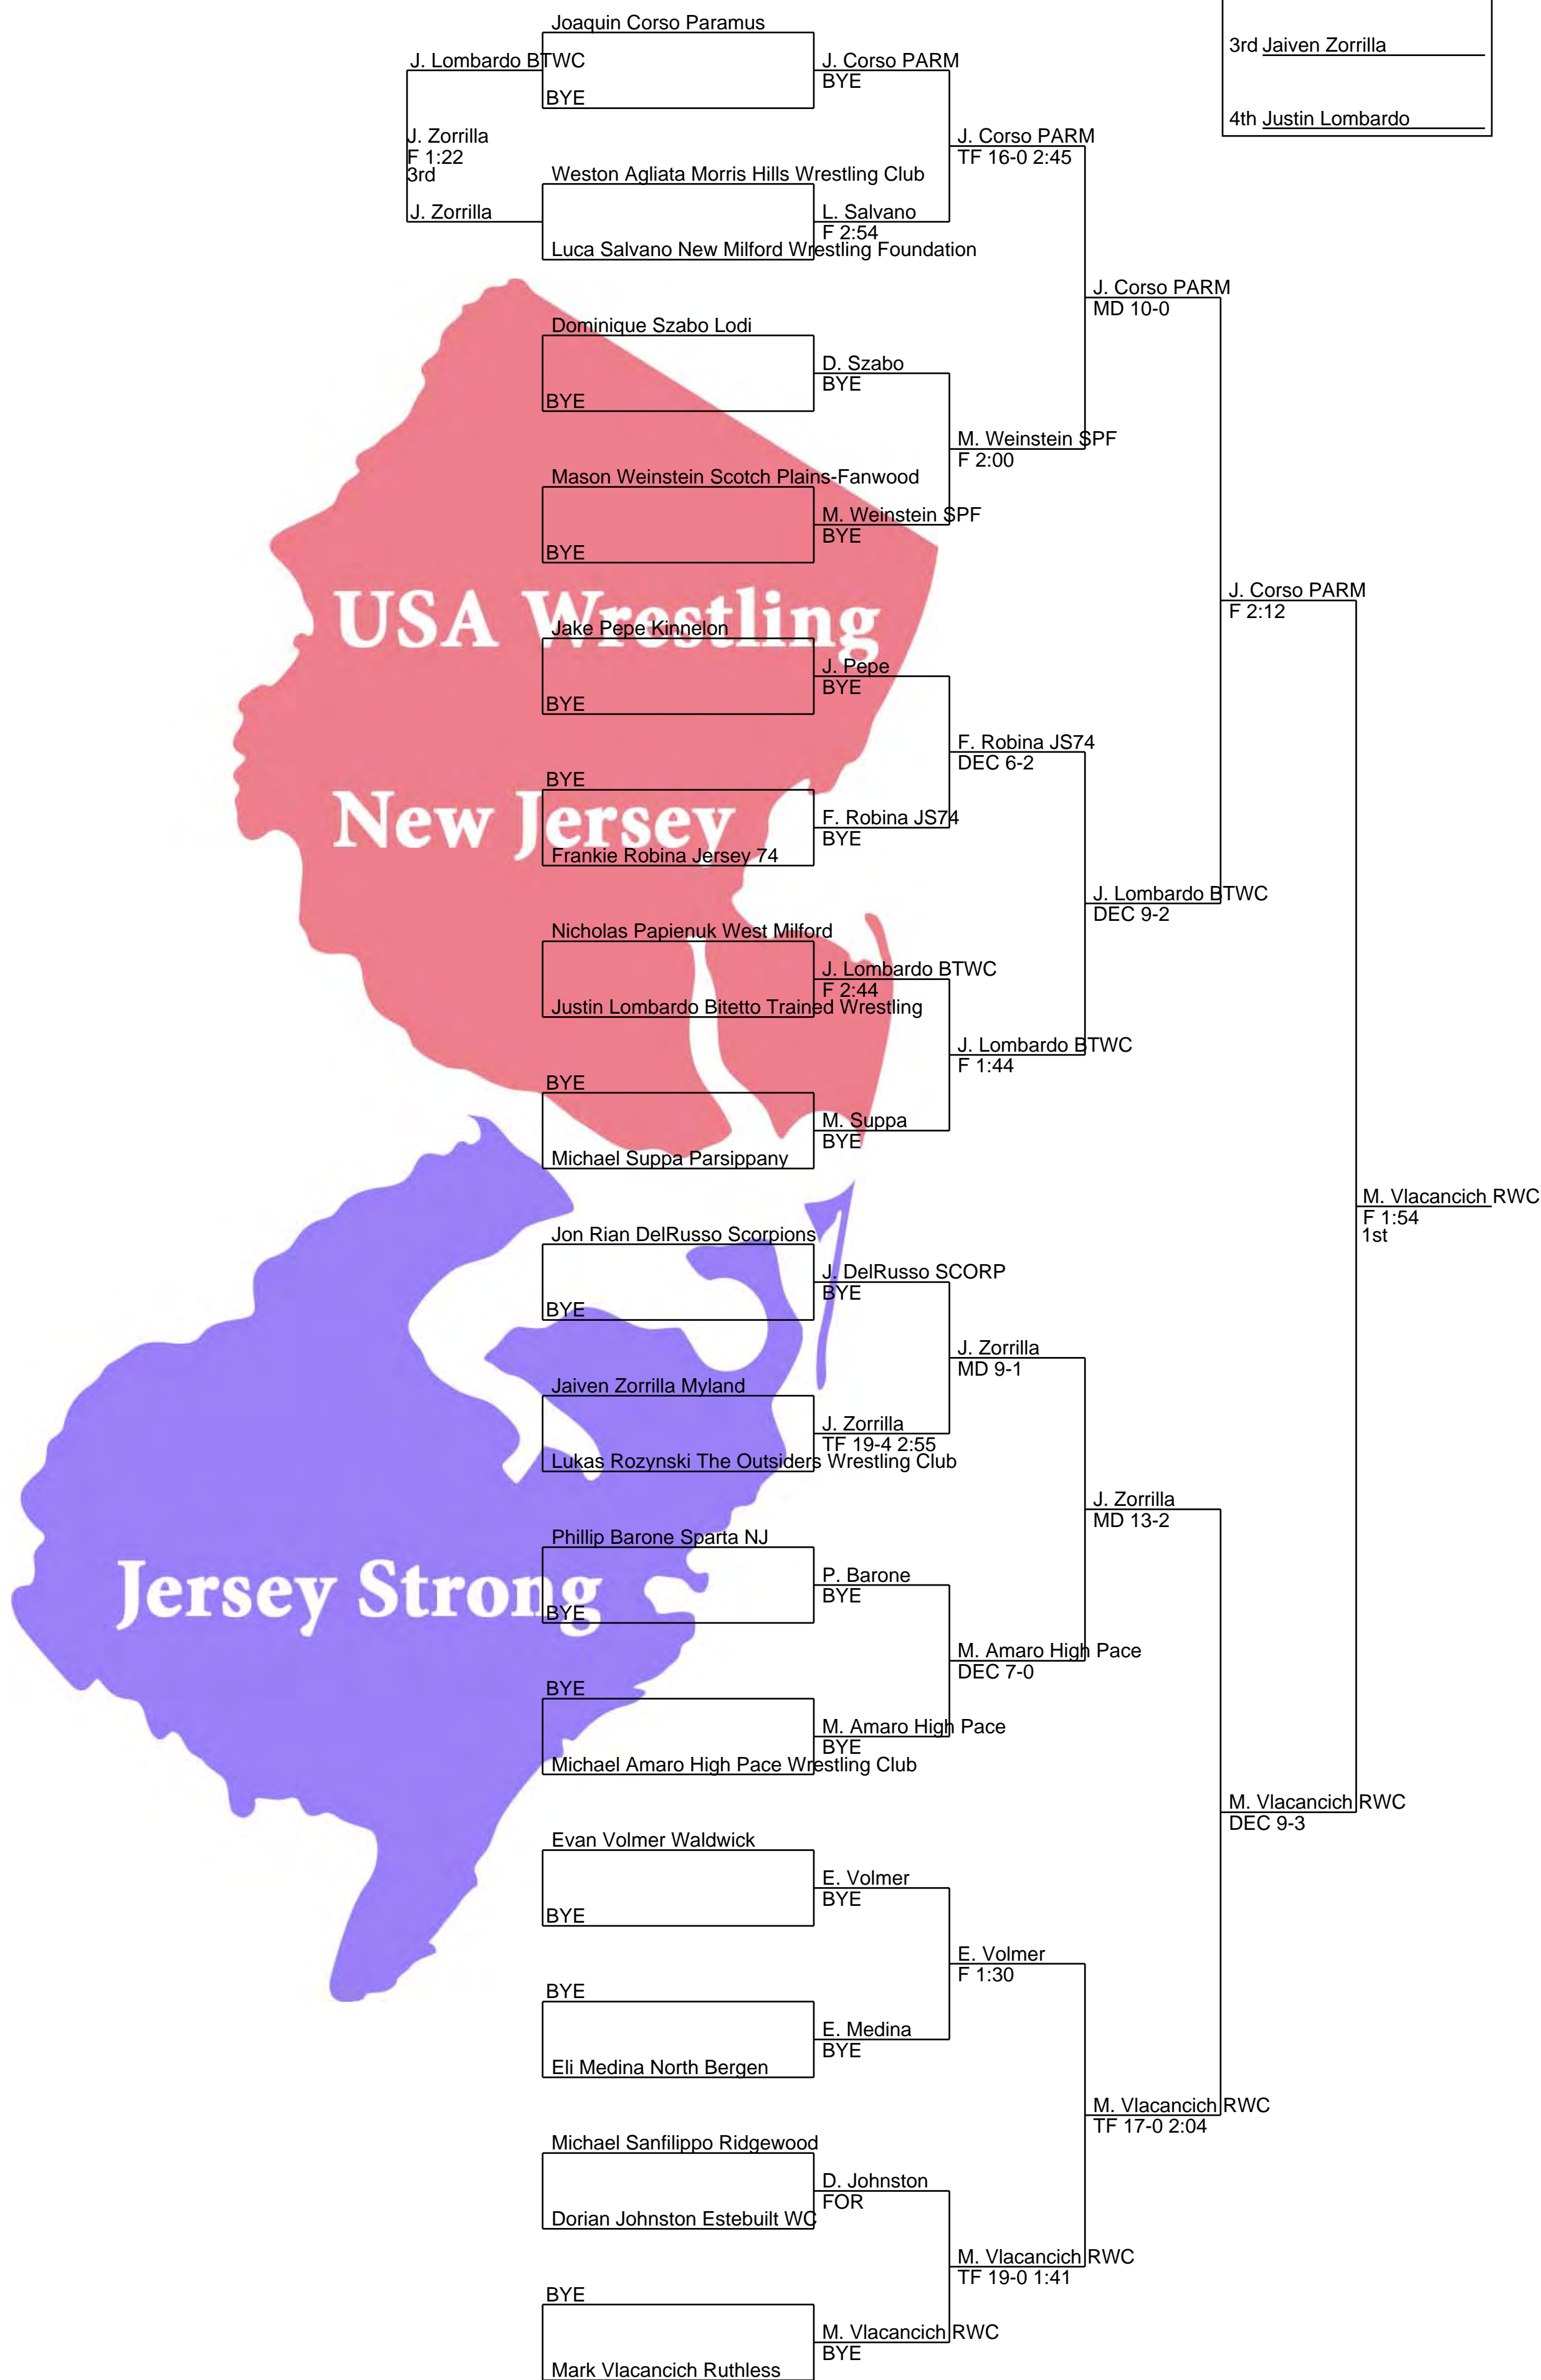 Joaquin Corso Paramus
3rd Jaiven Zorrilla
J. Lombardo BTWC
J. Corso PARM
BYE
BYE
4th Justin Lombardo
J. Zorrilla
F 1:22
3rd
J. Corso PARM
TF 16-0 2:45
Weston Agliata Morris Hills Wrestling Club
J. Zorrilla
L. Salvano
F 2:54
Luca Salvano New Milford Wrestling Foundation
J. Corso PARM
MD 10-0
Dominique Szabo Lodi
D. Szabo
BYE
BYE
M. Weinstein SPF
F 2:00
Mason Weinstein Scotch Plains-Fanwood
M. Weinstein SPF
BYE
BYE
USA Wrestling
J. Corso PARM
F 2:12
Jake Pepe Kinnelon
J. Pepe
BYE
BYE
F. Robina JS74
DEC 6-2
BYE
New Jersey
F. Robina JS74
BYE
Frankie Robina Jersey 74
J. Lombardo BTWC
DEC 9-2
Nicholas Papienuk West Milford
J. Lombardo BTWC
F 2:44
Justin Lombardo Bitetto Trained Wrestling
J. Lombardo BTWC
F 1:44
BYE
M. Suppa
BYE
Michael Suppa Parsippany
M. Vlacancich RWC
F 1:54
1st
Jon Rian DelRusso Scorpions
J. DelRusso SCORP
BYE
BYE
J. Zorrilla
MD 9-1
Jaiven Zorrilla Myland
J. Zorrilla
TF 19-4 2:55
Lukas Rozynski The Outsiders Wrestling Club
J. Zorrilla
MD 13-2
Phillip Barone Sparta NJ
Jersey Strong
P. Barone
BYE
BYE
M. Amaro High Pace
DEC 7-0
BYE
M. Amaro High Pace
BYE
Michael Amaro High Pace Wrestling Club
M. Vlacancich RWC
DEC 9-3
Evan Volmer Waldwick
E. Volmer
BYE
BYE
E. Volmer
F 1:30
BYE
E. Medina
BYE
Eli Medina North Bergen
M. Vlacancich RWC
TF 17-0 2:04
Michael Sanfilippo Ridgewood
D. Johnston
FOR
Dorian Johnston Estebuilt WC
M. Vlacancich RWC
TF 19-0 1:41
BYE
M. Vlacancich RWC
BYE
Mark Vlacancich Ruthless